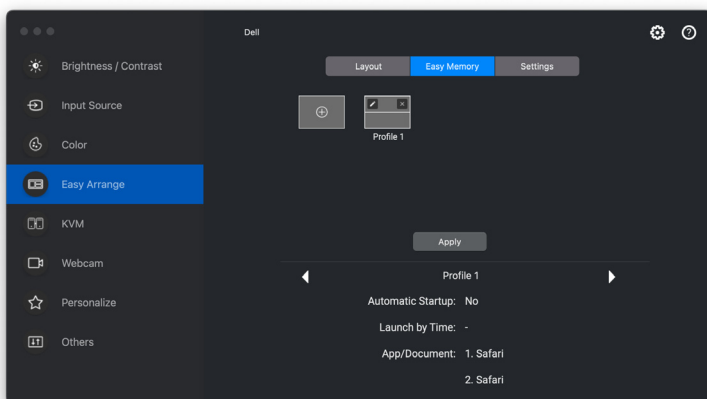 Dell
Brightness / Contrast
Input Source
Color
Easy Arrange
KVM
Webcam
Personalize
Others
Layout
Easy Memory
Settings
Profile 1
Apply
Profile 1
Automatic Startup: No
Launch by Time: -
App/Document: 1. Safari
2. Safari